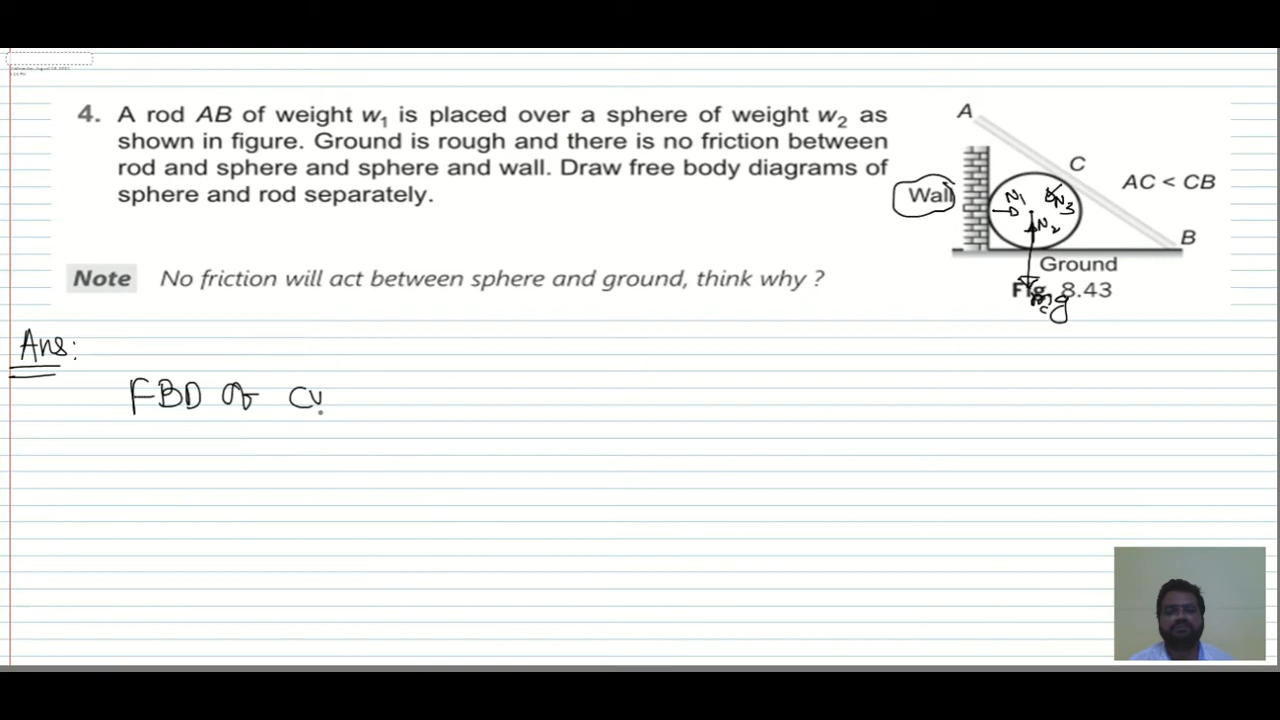 4. A rod AB of weight w₁ is placed over a sphere of weight w₂ as
shown in figure. Ground is rough and there is no friction between
rod and sphere and sphere and wall. Draw free body diagrams of
sphere and rod separately.
Note No friction will act between sphere and ground, think why ?
A
C
AC < CB
Wall
N₁
N₃
N₂
B
Ground
Fig. 8.43
g
Ans:
FBD of cy